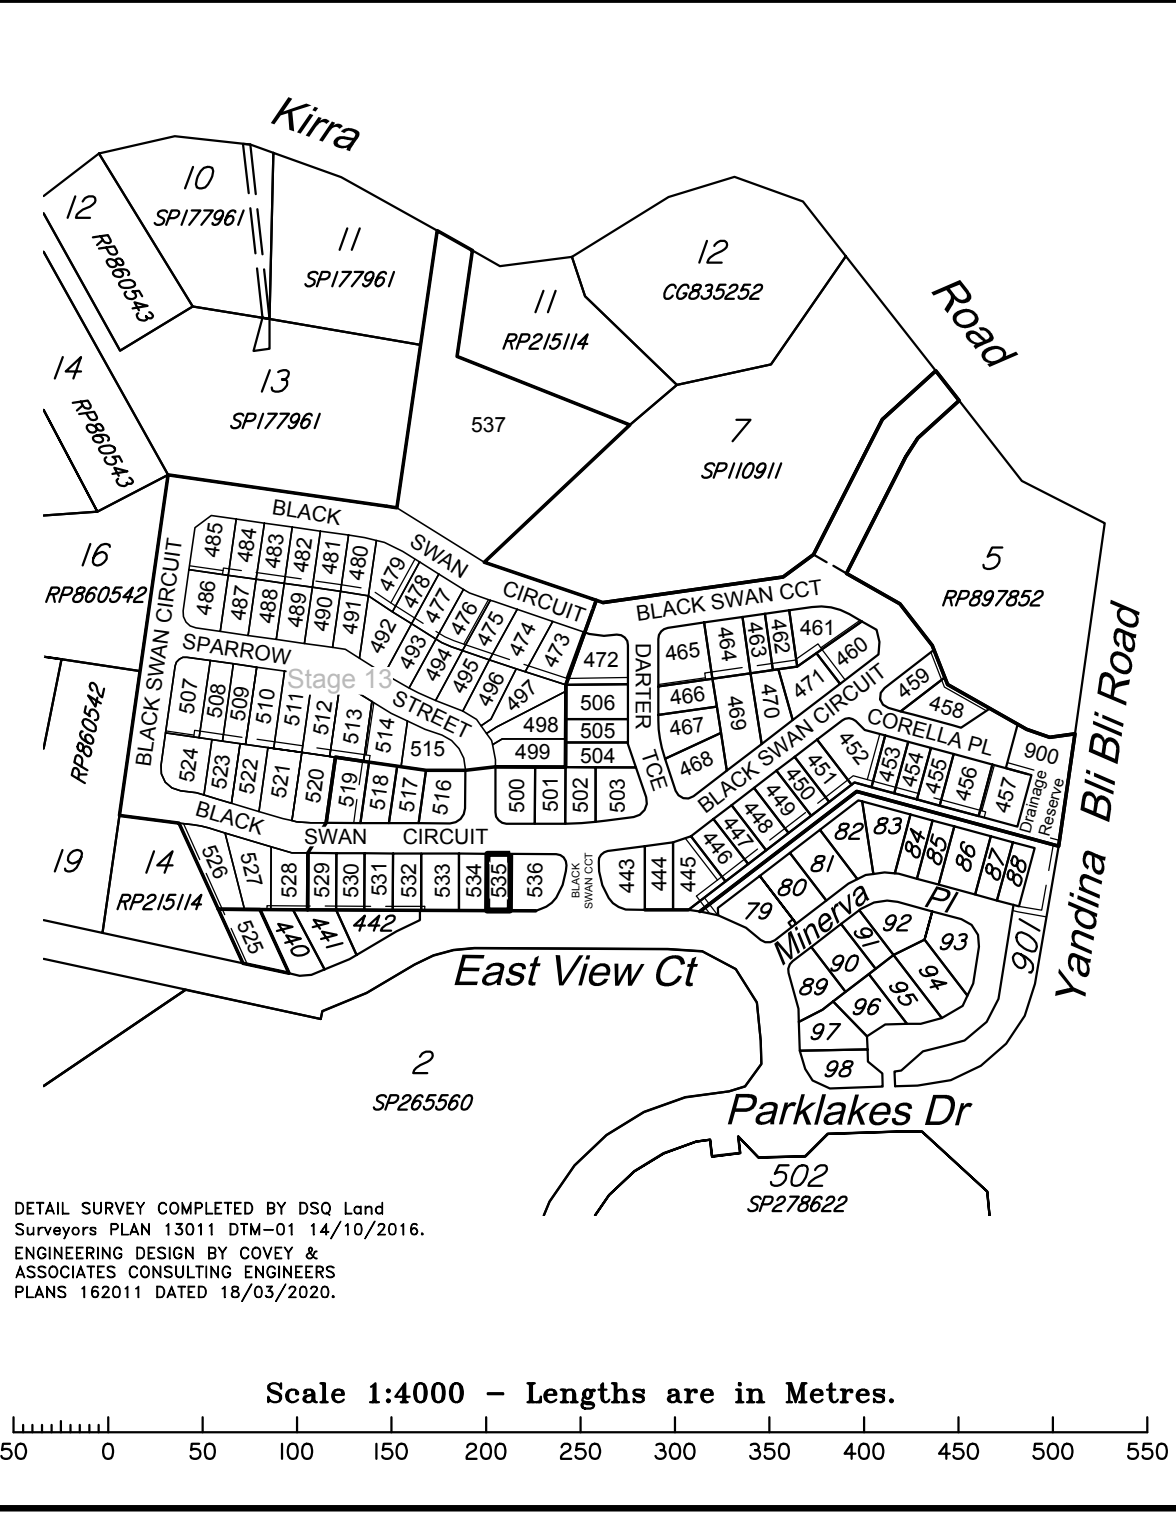 Kirra
10
SP177961
12
RP860543
11
SP177961
12
CG835252
11
RP215114
Road
14
RP860543
13
SP177961
537
7
SP110911
5
RP897852
16
RP860542
RP860542
19
14
RP215114
BLACK
SWAN
CIRCUIT
BLACK SWAN CCT
BLACK SWAN CIRCUIT
485
484
483
482
481
480
479
478
477
476
475
474
473
486
487
488
489
490
491
492
493
494
495
496
497
498
499
SPARROW
STREET
Stage 13
507
508
509
510
511
512
513
514
515
524
523
522
521
520
519
518
517
516
500
501
502
503
472
506
505
504
DARTER
TCE
465
464
463
462
461
460
466
467
468
469
470
471
BLACK SWAN CIRCUIT
459
458
CORELLA PL
900
Drainage
Reserve
452
453
454
455
456
457
451
450
449
448
447
446
BLACK
SWAN
CIRCUIT
526
527
528
529
530
531
532
533
534
535
536
BLACK
SWAN CCT
443
444
445
525
440
441
442
82
83
84
85
86
87
88
81
80
79
Minerva
Pl
92
93
91
90
89
94
95
96
97
98
901
Yandina Bli Bli Road
East View Ct
2
SP265560
Parklakes Dr
502
SP278622
DETAIL SURVEY COMPLETED BY DSQ Land
Surveyors PLAN 13011 DTM-01 14/10/2016.
ENGINEERING DESIGN BY COVEY &
ASSOCIATES CONSULTING ENGINEERS
PLANS 162011 DATED 18/03/2020.
Scale 1:4000 - Lengths are in Metres.
50 0 50 100 150 200 250 300 350 400 450 500 550